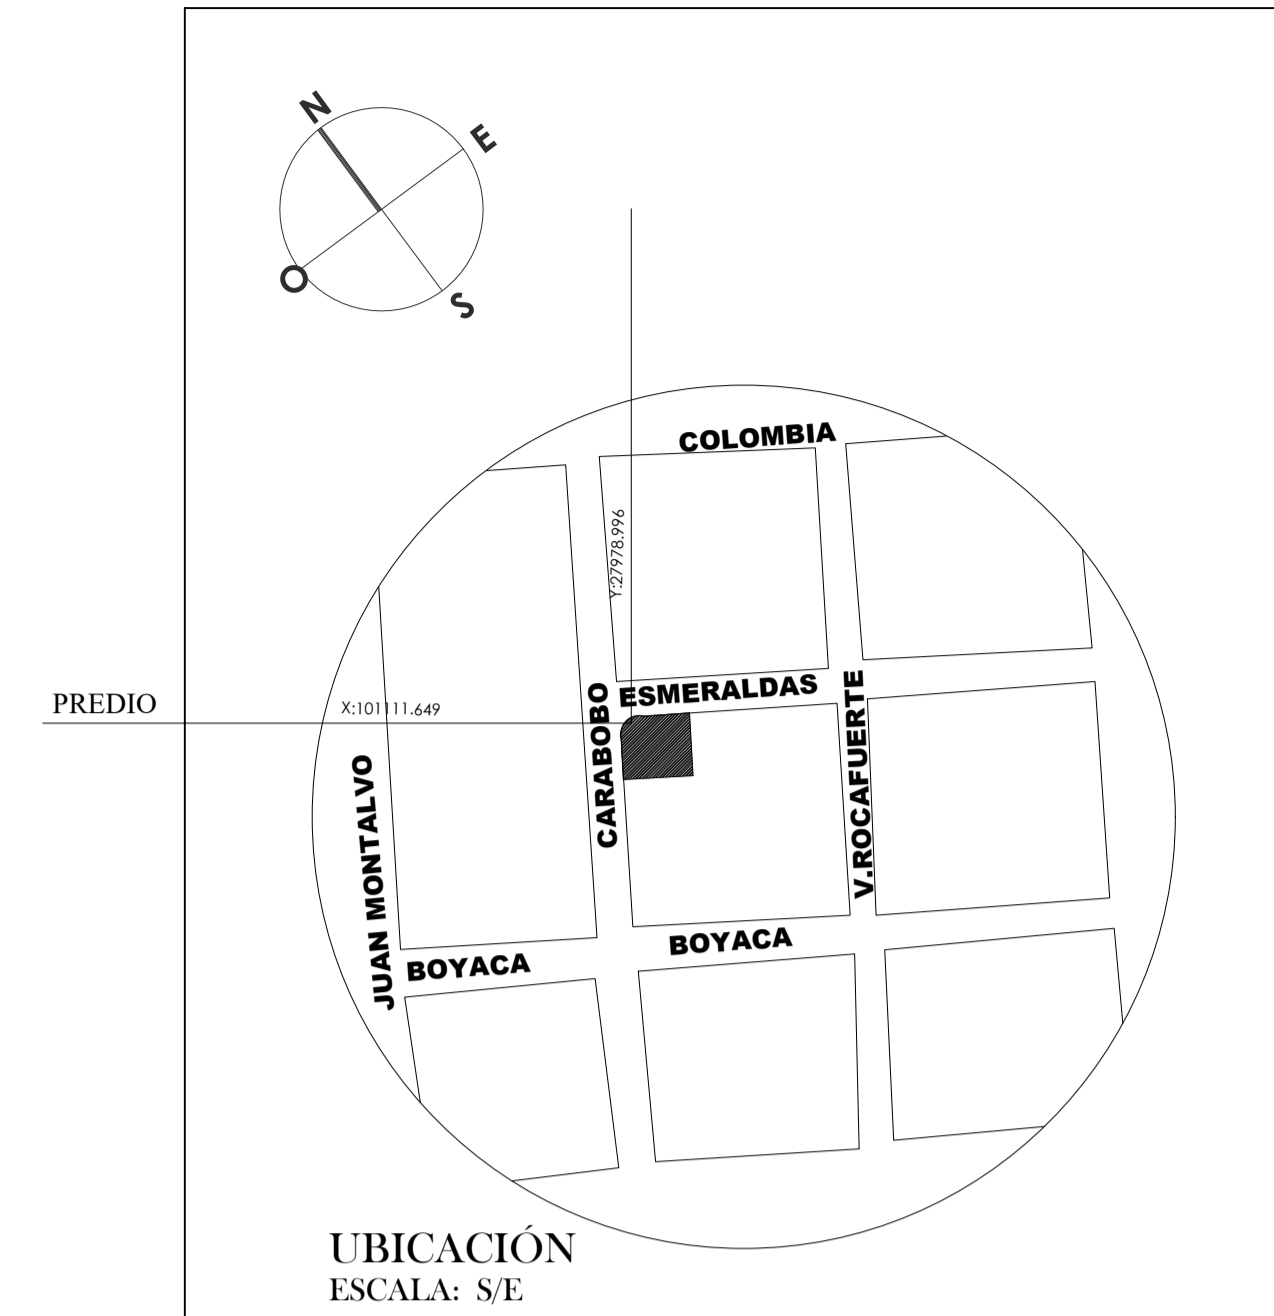 N
E
O
S
COLOMBIA
Y:27978.996
ESMERALDAS
PREDIO
X:101111.649
CARABOBO
V.ROCAFUERTE
JUAN MONTALVO
BOYACA
BOYACA
UBICACIÓN
ESCALA: S/E